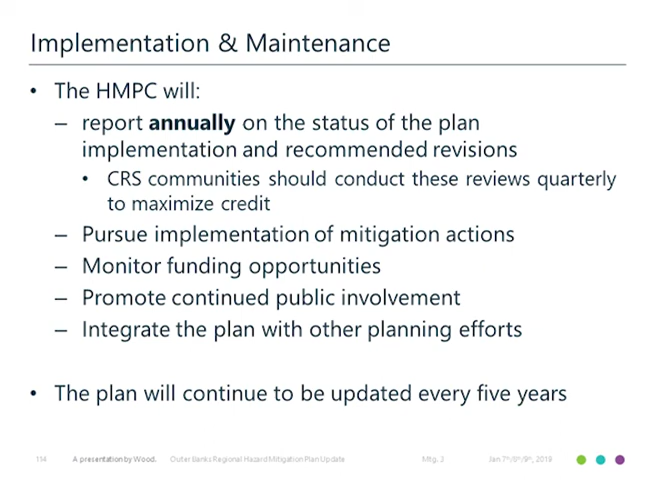 Implementation & Maintenance
• The HMPC will:
– report annually on the status of the plan
implementation and recommended revisions
• CRS communities should conduct these reviews quarterly
to maximize credit
– Pursue implementation of mitigation actions
– Monitor funding opportunities
– Promote continued public involvement
– Integrate the plan with other planning efforts
• The plan will continue to be updated every five years
114 A presentation by Wood. Outer Banks Regional Hazard Mitigation Plan Update Mtg. 3 Jan 7th/8th/9th, 2019